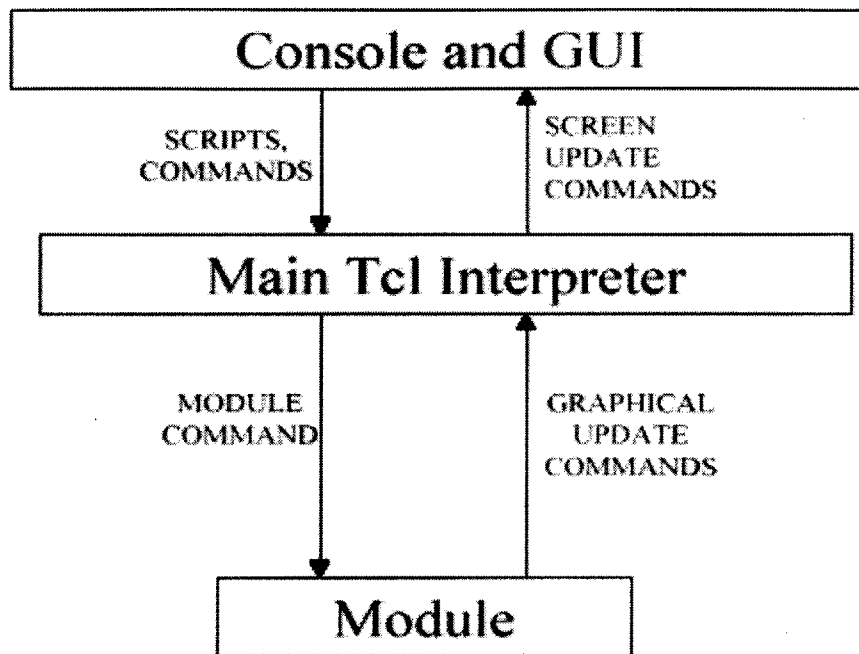 Console and GUI
SCRIPTS,
COMMANDS
SCREEN
UPDATE
COMMANDS
Main Tcl Interpreter
MODULE
COMMAND
GRAPHICAL
UPDATE
COMMANDS
Module